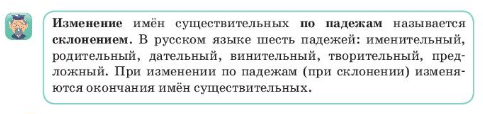 Изменение имён существительных по падежам называется
склонением. В русском языке шесть падежей: именительный,
родительный, дательный, винительный, творительный, пред-
ложный. При изменении по падежам (при склонении) изменя-
ются окончания имён существительных.